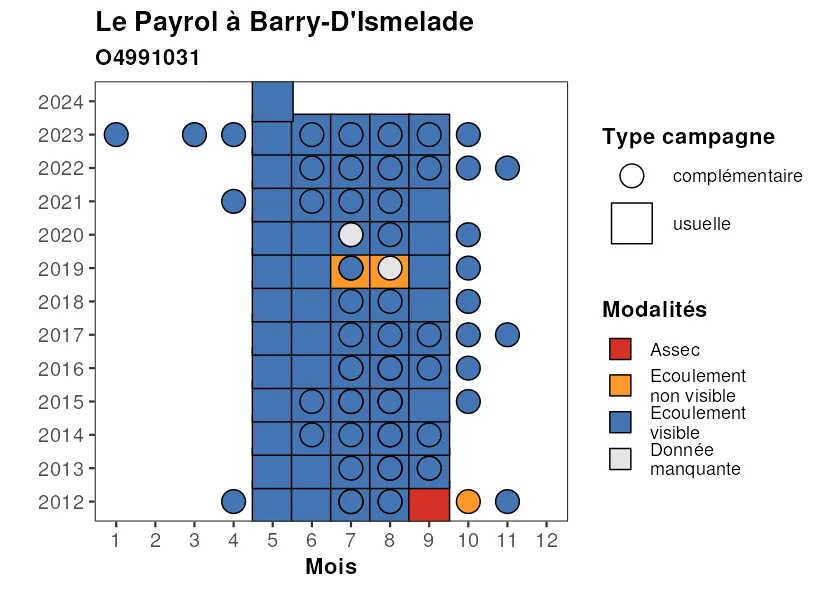 Le Payrol à Barry-D'Ismelade
O4991031
2024
2023
2022
2021
2020
2019
2018
2017
2016
2015
2014
2013
2012
1 2 3 4 5 6 7 8 9 10 11 12
Mois
Type campagne
complémentaire
usuelle
Modalités
Assec
Ecoulement
non visible
Ecoulement
visible
Donnée
manquante